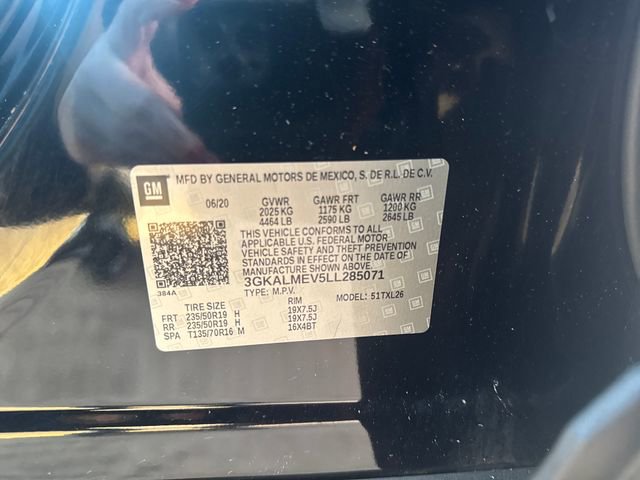 GM
MFD BY GENERAL MOTORS DE MEXICO, S. DE R.L. DE C.V.
06/20 GVWR GAWR FRT GAWR RR
2025 KG 1175 KG 1200 KG
4464 LB 2590 LB 2645 LB
THIS VEHICLE CONFORMS TO ALL
APPLICABLE U.S. FEDERAL MOTOR
VEHICLE SAFETY AND THEFT PREVENTION
STANDARDS IN EFFECT ON THE DATE
OF MANUFACTURE SHOWN ABOVE.
3GKALMEV5LL285071
384A TYPE: M.P.V. MODEL: 51TXL26
TIRE SIZE RIM
FRT 235/50R19 H 19X7.5J
RR 235/50R19 H 19X7.5J
SPA T135/70R16 M 16X4BT